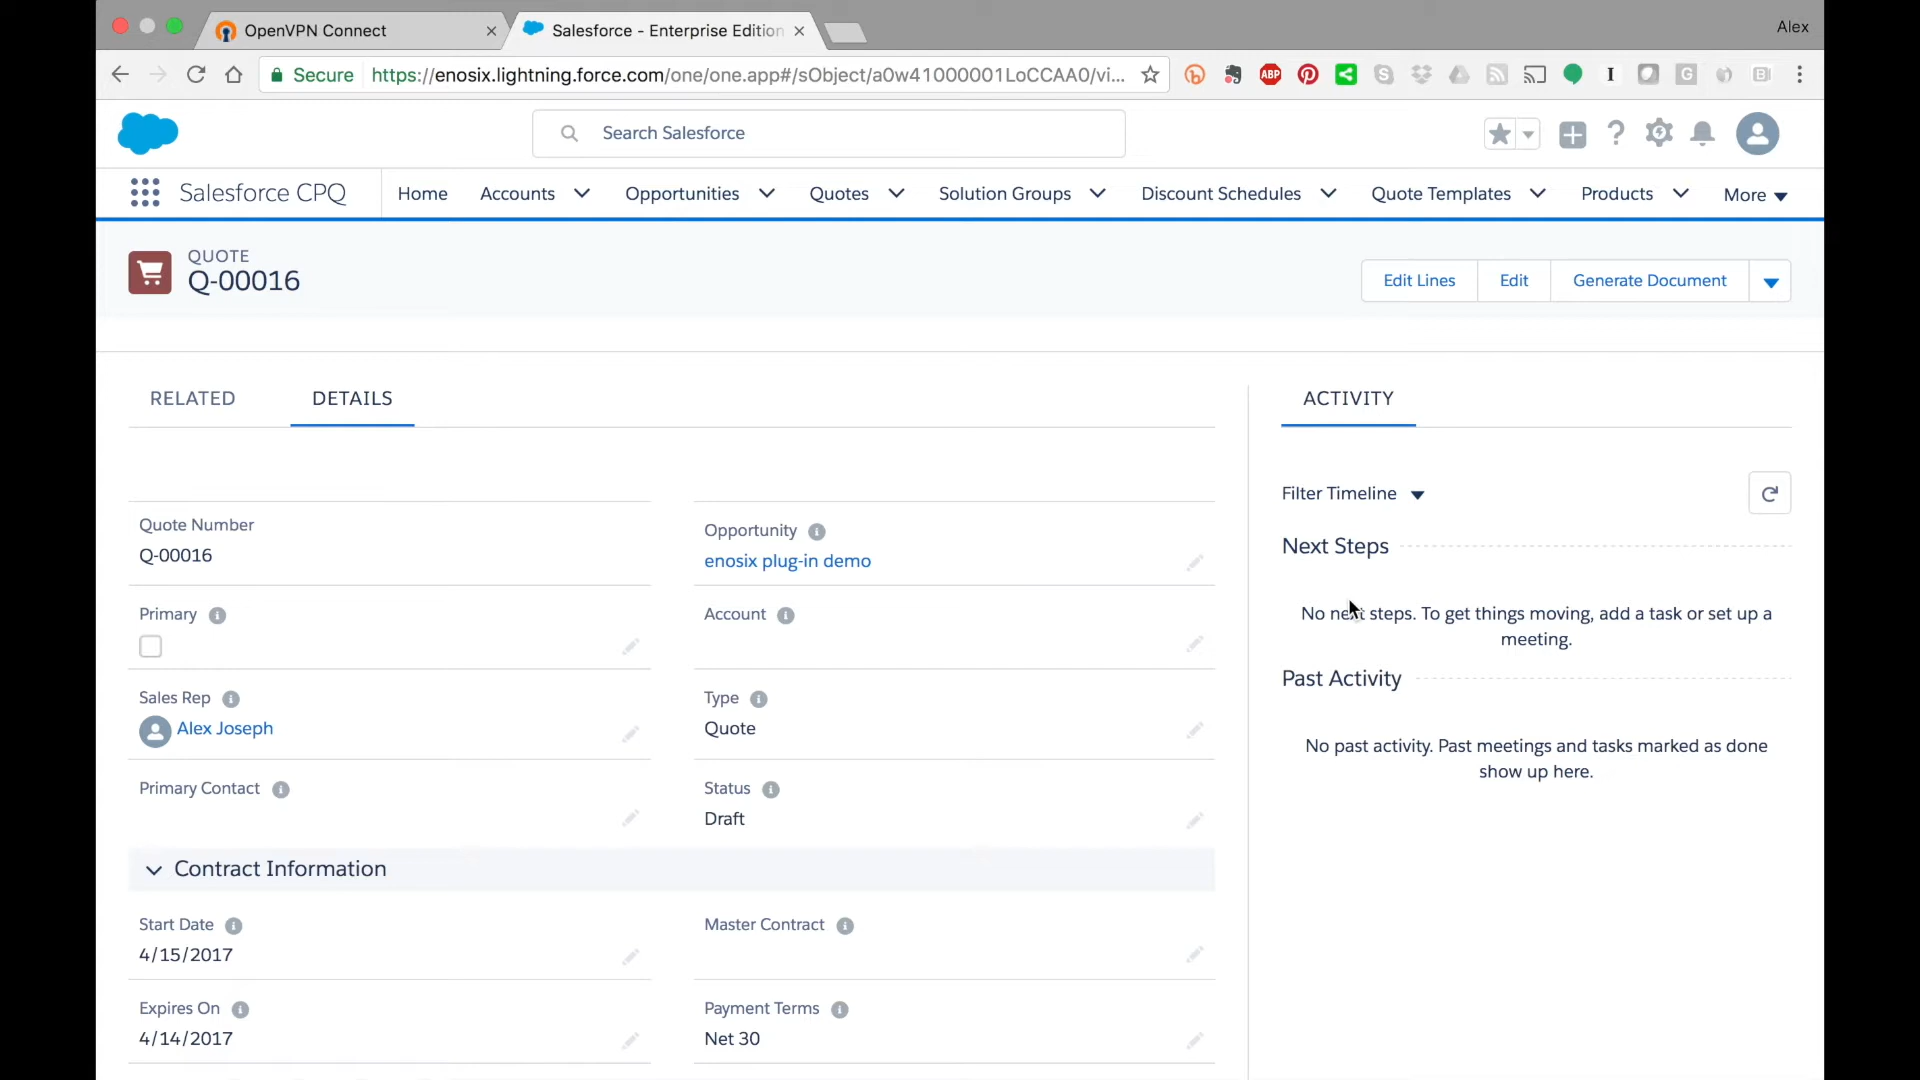 OpenVPN Connect
Salesforce - Enterprise Edition
Alex
Secure https://enosix.lightning.force.com/one/one.app#/sObject/a0w41000001LoCCAA0/vi...
ABP
Search Salesforce
Salesforce CPQ
Home
Accounts
Opportunities
Quotes
Solution Groups
Discount Schedules
Quote Templates
Products
More
QUOTE
Q-00016
Edit Lines
Edit
Generate Document
RELATED
DETAILS
ACTIVITY
Filter Timeline
Quote Number
Q-00016
Opportunity
enosix plug-in demo
Next Steps
No next steps. To get things moving, add a task or set up a
meeting.
Primary
Account
Past Activity
No past activity. Past meetings and tasks marked as done
show up here.
Sales Rep
Alex Joseph
Type
Quote
Primary Contact
Status
Draft
Contract Information
Start Date
4/15/2017
Master Contract
Expires On
4/14/2017
Payment Terms
Net 30